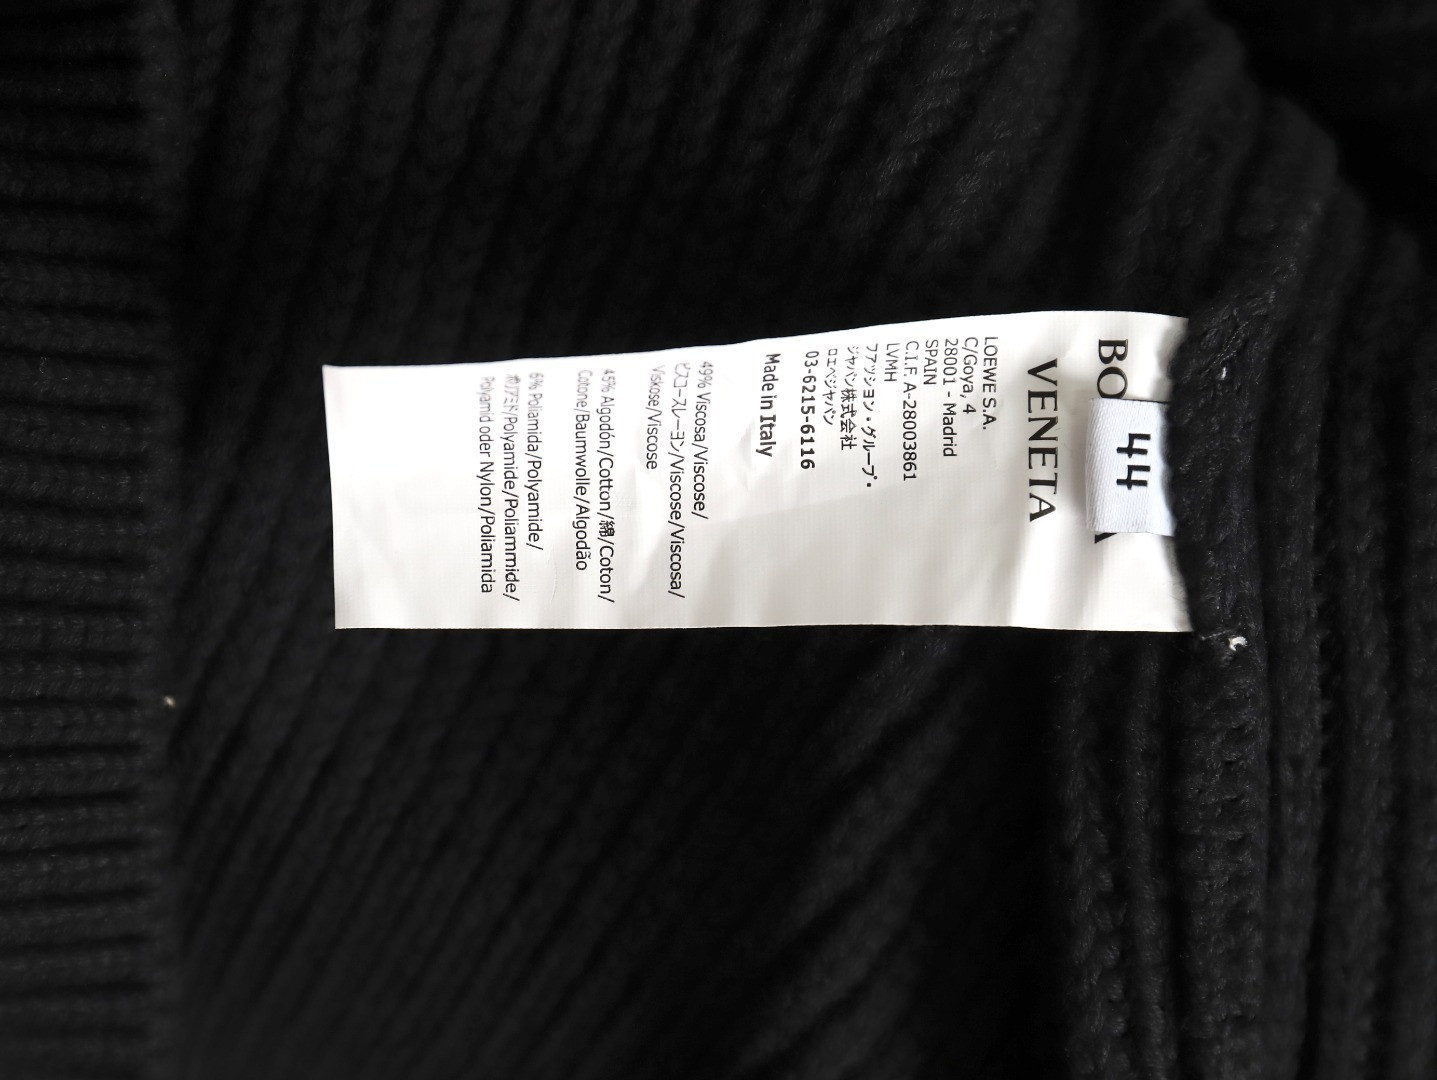 BO
44
VENETA
LOEWE S.A.
C/Goya, 4
28001 - Madrid
SPAIN
C.I.F. A-28003861
LVMH
ファッション・グループ・
ジャパン株式会社
ロエベジャパン
03-6215-6116
Made in Italy
49% Viscosa/Viscose/
ビスコースレーヨン/Viscose/Viscosa/
Viskose/Viscose
45% Algodón/Cotton/綿/Coton/
Cotone/Baumwolle/Algodão
6% Poliamida/Polyamide/
ポリアミド/Polyamide/Poliammide/
Polyamid oder Nylon/Poliamida